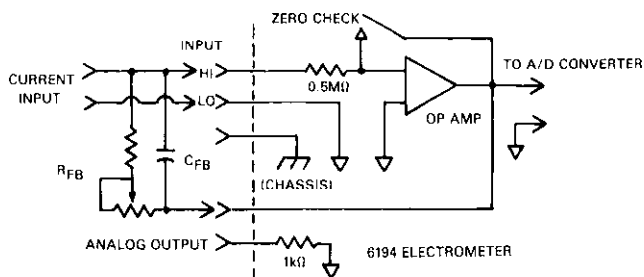 ZERO CHECK
INPUT
CURRENT
INPUT
HI
LO
0.5MΩ
OP AMP
TO A/D CONVERTER
RFB
CFB
(CHASSIS)
ANALOG OUTPUT
1kΩ
6194 ELECTROMETER